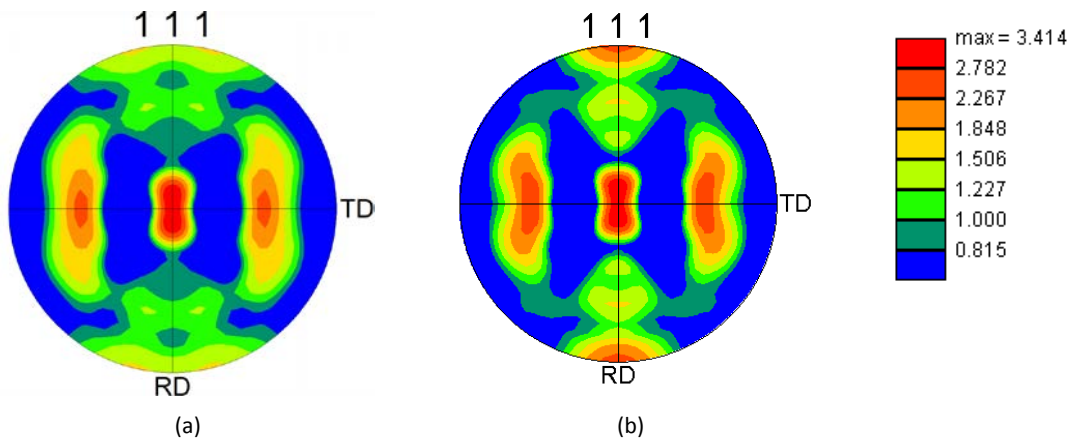 1 1 1
TD
RD
(a)
1 1 1
TD
RD
(b)
max = 3.414
2.782
2.267
1.848
1.506
1.227
1.000
0.815